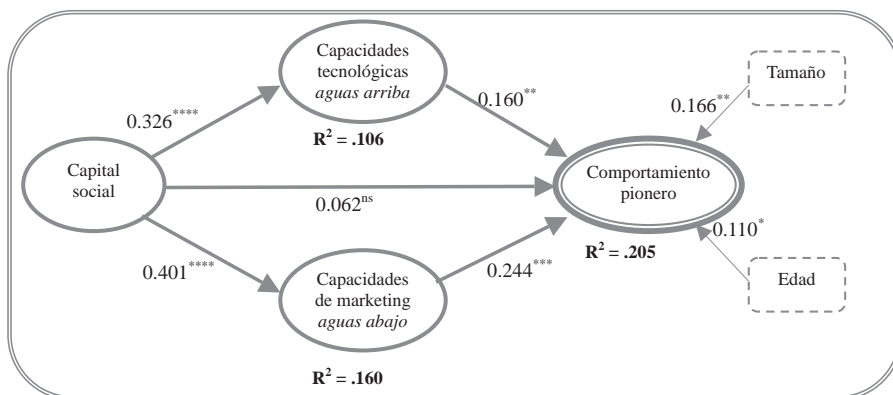 Capacidades
tecnológicas
aguas arriba
R² = .106
Tamaño
0.326****
0.160**
0.166**
Capital
social
0.062ns
Comportamiento
pionero
R² = .205
0.110*
0.401****
0.244***
Capacidades
de marketing
aguas abajo
R² = .160
Edad